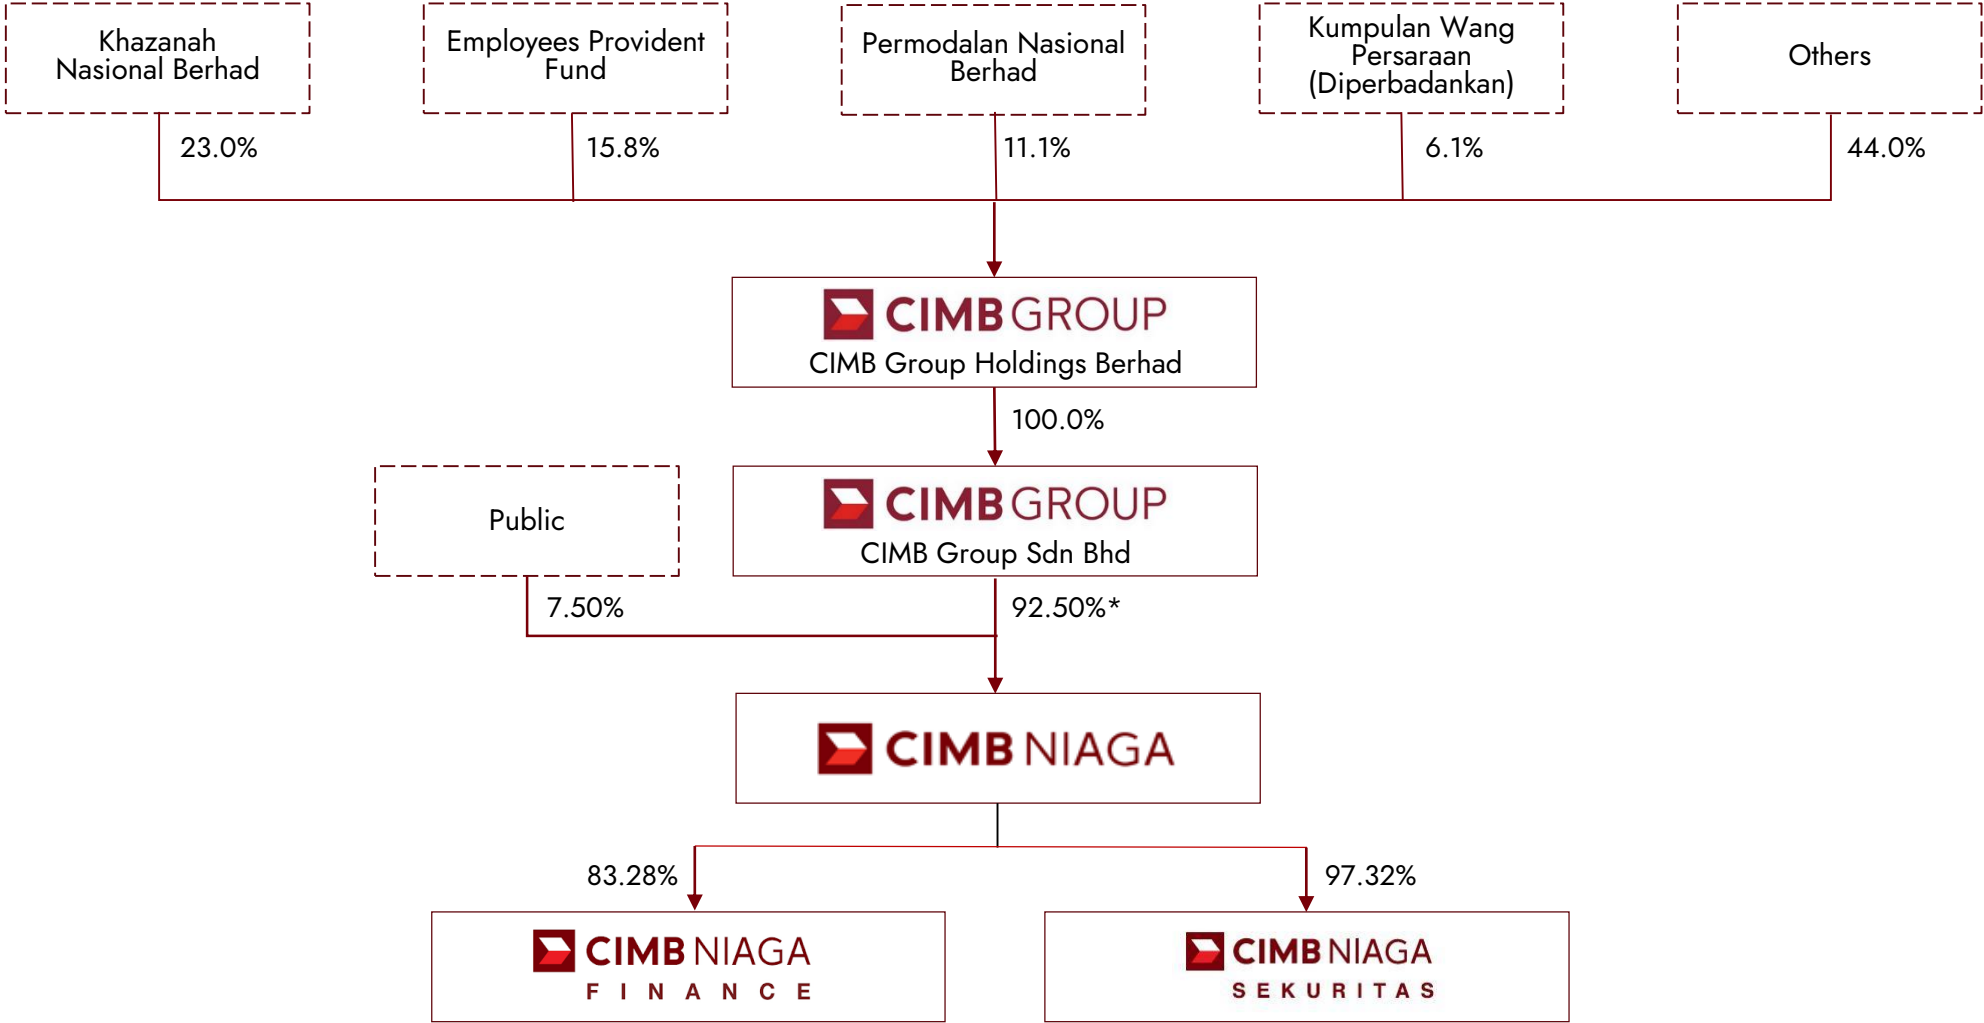 Khazanah
Nasional Berhad
Employees Provident
Fund
Permodalan Nasional
Berhad
Kumpulan Wang
Persaraan
(Diperbadankan)
Others
23.0%
15.8%
11.1%
6.1%
44.0%
CIMB GROUP
CIMB Group Holdings Berhad
100.0%
Public
CIMB GROUP
CIMB Group Sdn Bhd
7.50%
92.50%*
CIMB NIAGA
83.28%
97.32%
CIMB NIAGA
FINANCE
CIMB NIAGA
SEKURITAS